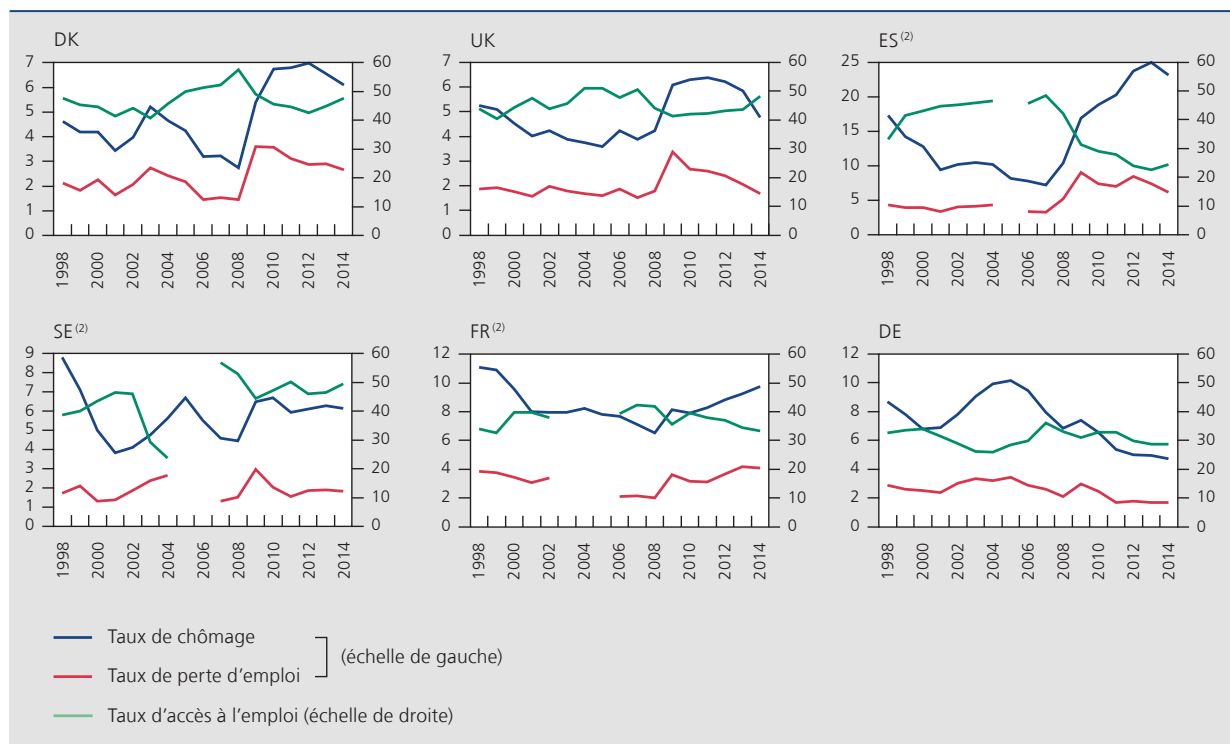 DK
7 6 5 4 3 2 1 0
60 50 40 30 20 10 0
1998 2000 2002 2004 2006 2008 2010 2012 2014
UK
7 6 5 4 3 2 1 0
60 50 40 30 20 10 0
1998 2000 2002 2004 2006 2008 2010 2012 2014
ES (2)
25 20 15 10 5 0
60 50 40 30 20 10 0
1998 2000 2002 2004 2006 2008 2010 2012 2014
SE (2)
9 8 7 6 5 4 3 2 1 0
60 50 40 30 20 10 0
1998 2000 2002 2004 2006 2008 2010 2012 2014
FR (2)
12 10 8 6 4 2 0
60 50 40 30 20 10 0
1998 2000 2002 2004 2006 2008 2010 2012 2014
DE
12 10 8 6 4 2 0
60 50 40 30 20 10 0
1998 2000 2002 2004 2006 2008 2010 2012 2014
Taux de chômage
(échelle de gauche)
Taux de perte d'emploi
Taux d'accès à l'emploi (échelle de droite)